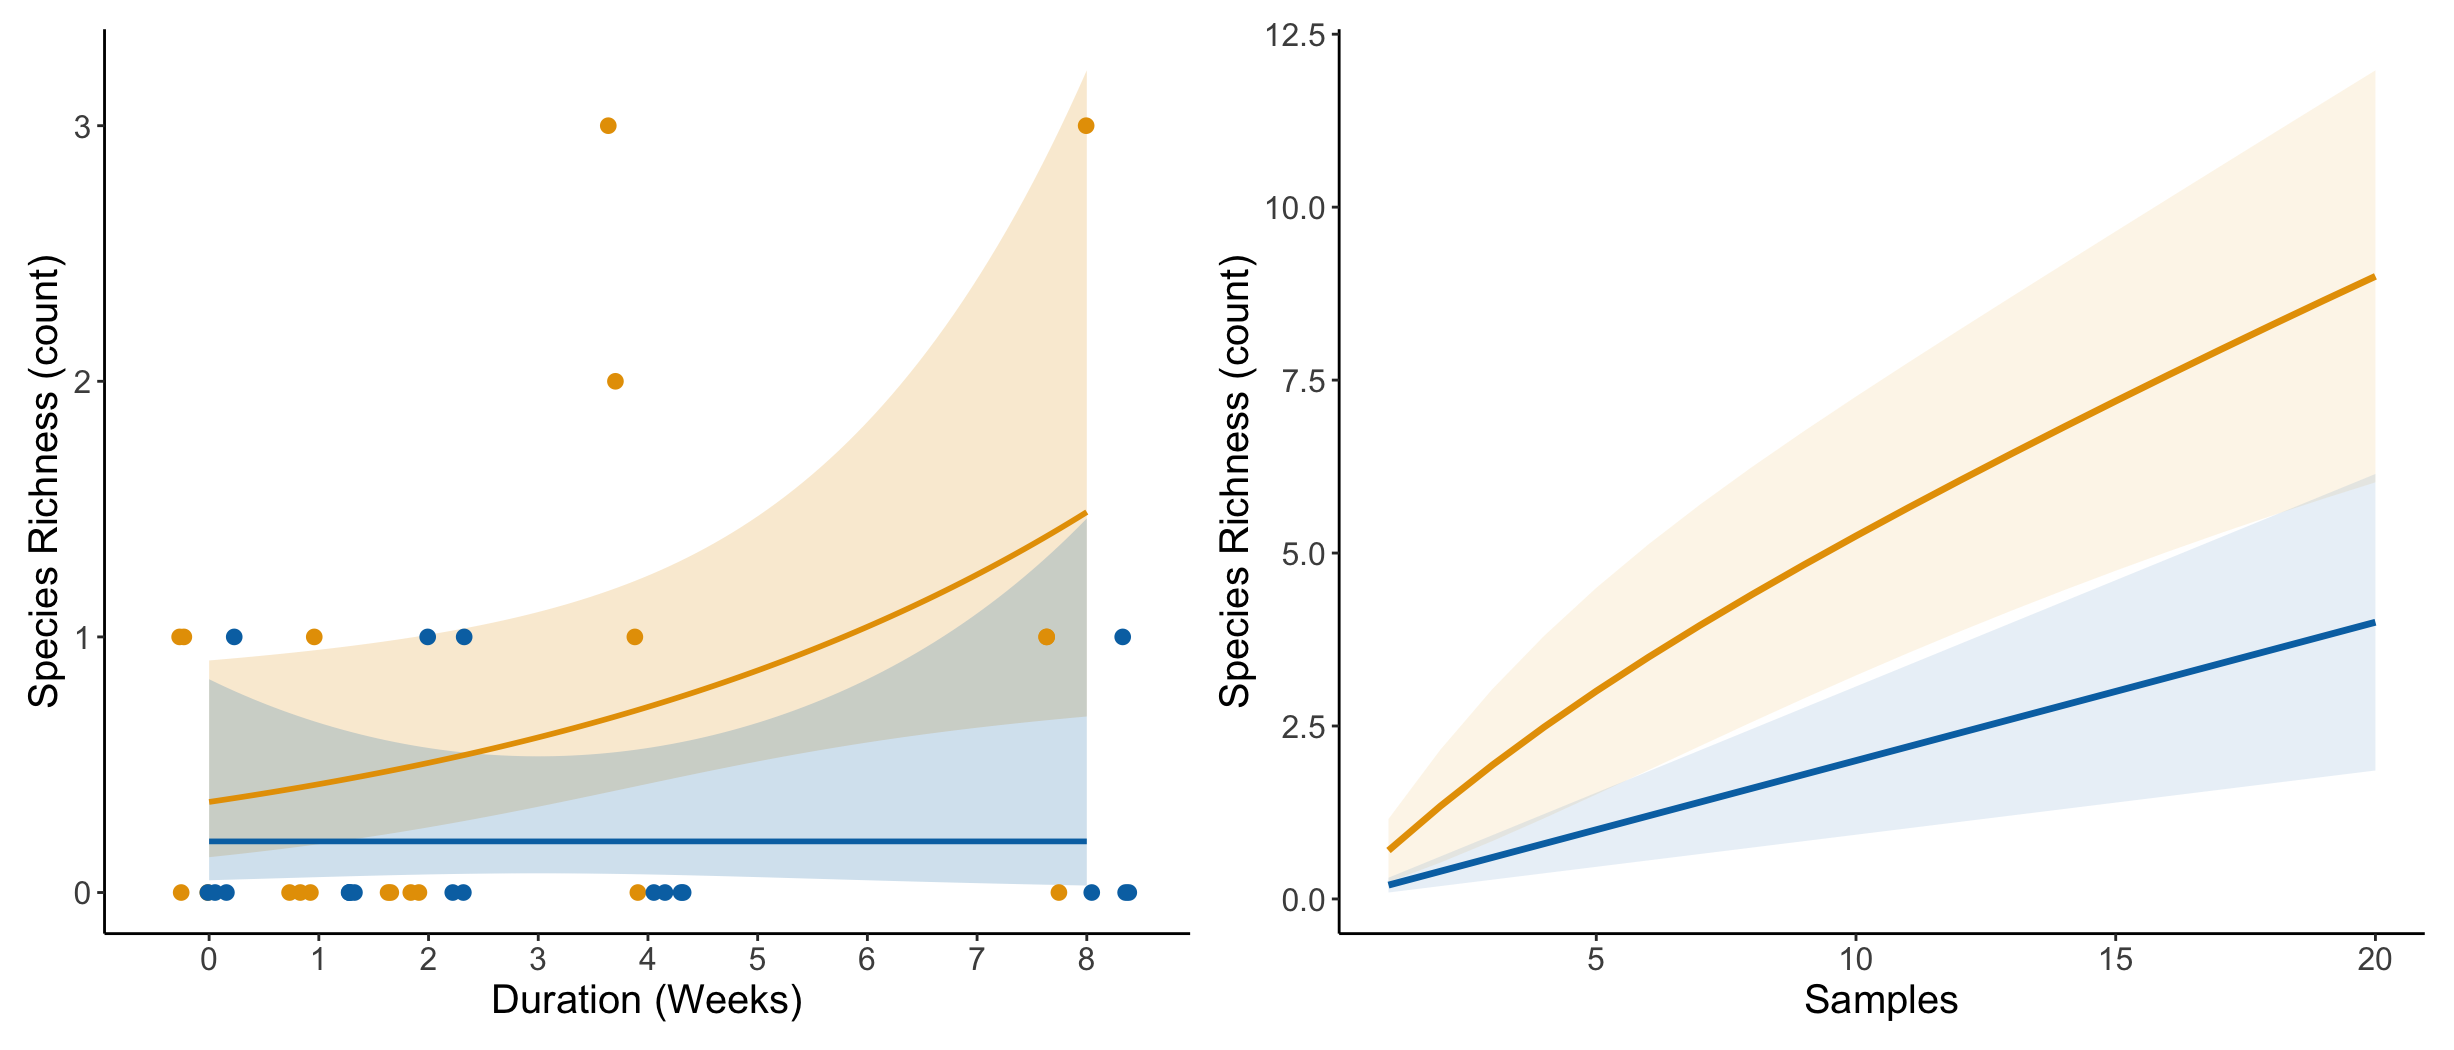 Species Richness (count)
3
2
1
0
0 1 2 3 4 5 6 7 8
Duration (Weeks)
Species Richness (count)
12.5
10.0
7.5
5.0
2.5
0.0
5 10 15 20
Samples